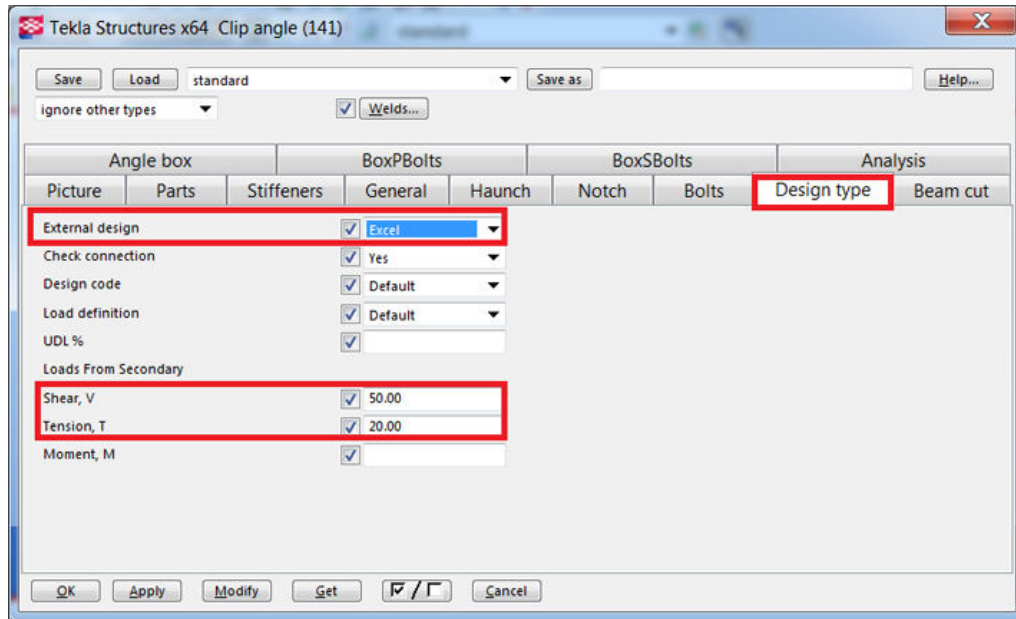 Tekla Structures x64 Clip angle (141)
Save Load standard Save as Help...
ignore other types Welds...
Angle box BoxPBolts BoxSBolts Analysis
Picture Parts Stiffeners General Haunch Notch Bolts Design type Beam cut
External design Excel
Check connection Yes
Design code Default
Load definition Default
UDL %
Loads From Secondary
Shear, V 50.00
Tension, T 20.00
Moment, M
OK Apply Modify Get / Cancel